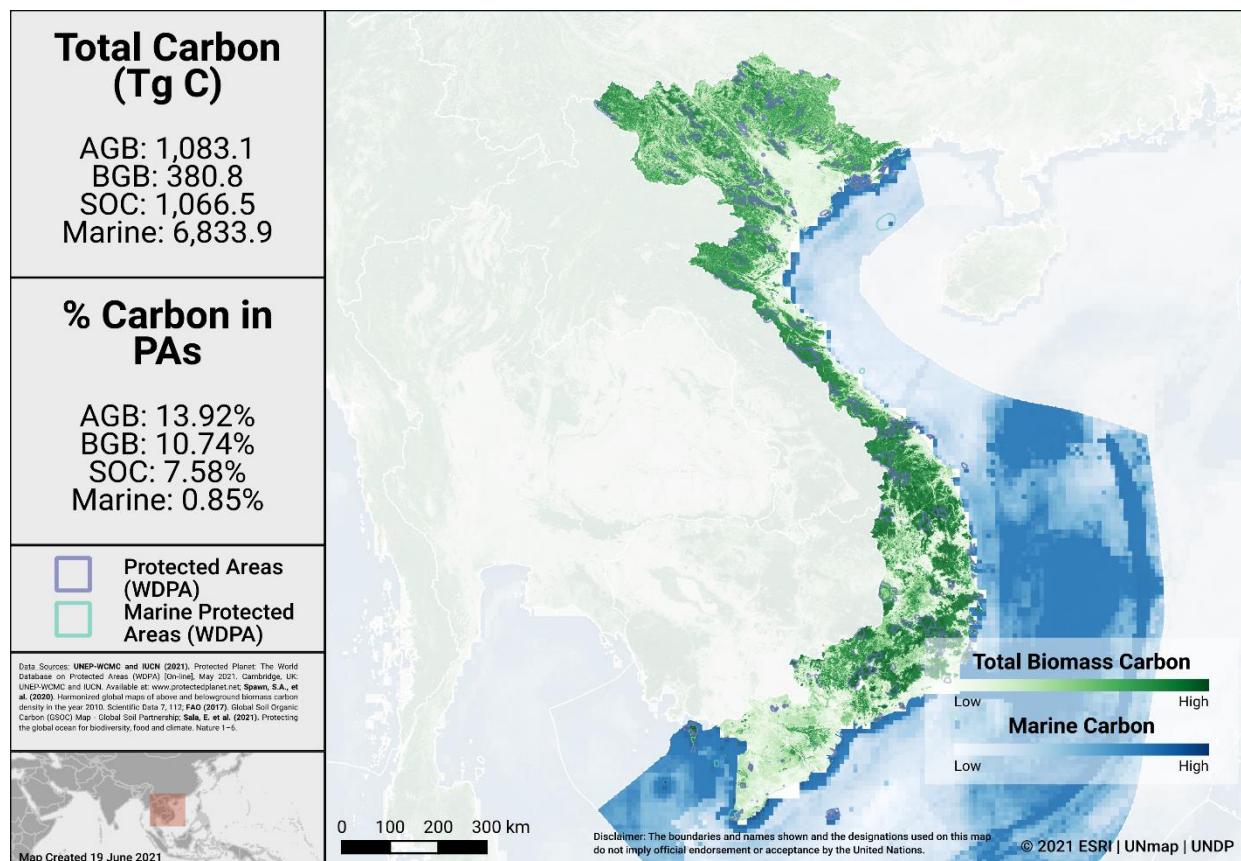 Total Carbon
(Tg C)
AGB: 1,083.1
BGB: 380.8
SOC: 1,066.5
Marine: 6,833.9
% Carbon in
PAs
AGB: 13.92%
BGB: 10.74%
SOC: 7.58%
Marine: 0.85%
Protected Areas
(WDPA)
Marine Protected
Areas (WDPA)
Data Sources: UNEP-WCMC and IUCN (2021). Protected Planet: The World
Database on Protected Areas (WDPA) [On-line], May 2021. Cambridge, UK:
UNEP-WCMC and IUCN. Available at: www.protectedplanet.net; Spawn, S.A., et
al. (2020). Harmonized global maps of above and belowground biomass carbon
density in the year 2010. Scientific Data 7, 112; FAO (2017). Global Soil Organic
Carbon (GSOC) Map - Global Soil Partnership; Sala, E. et al. (2021). Protecting
the global ocean for biodiversity, food and climate. Nature 1-6.
Map Created 19 June 2021
Total Biomass Carbon
Low High
Marine Carbon
Low High
0 100 200 300 km
Disclaimer: The boundaries and names shown and the designations used on this map
do not imply official endorsement or acceptance by the United Nations.
© 2021 ESRI | UNmap | UNDP